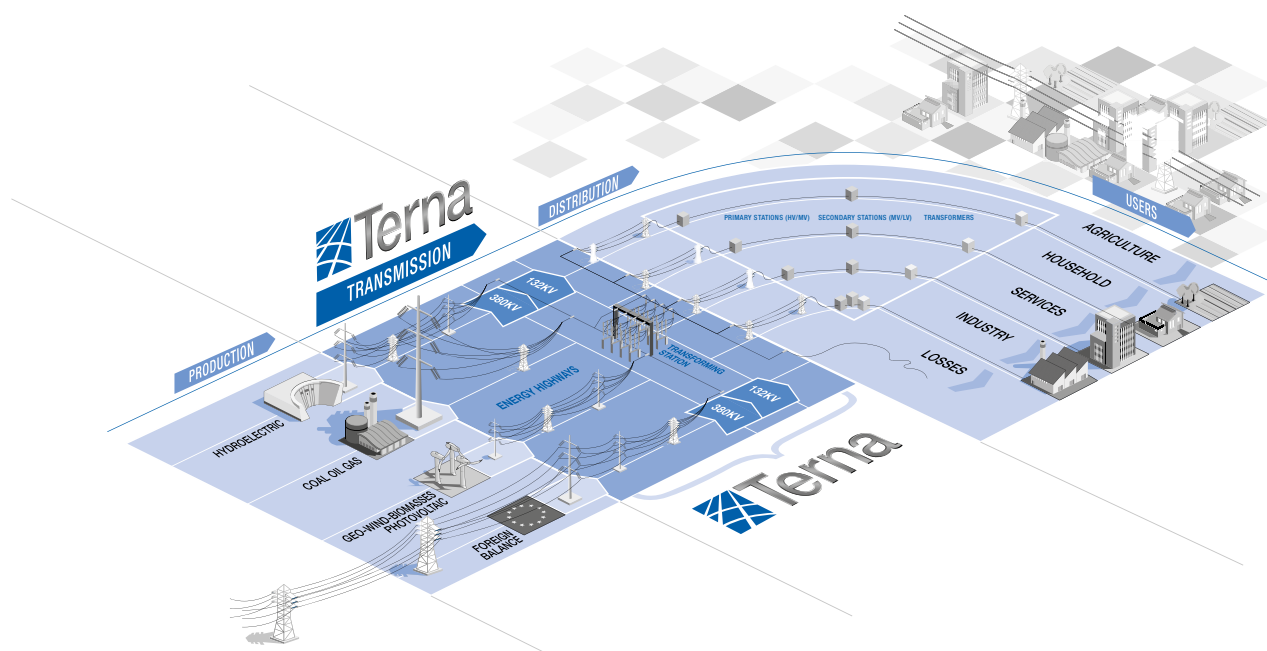 Terna
TRANSMISSION
PRODUCTION
DISTRIBUTION
USERS
PRIMARY STATIONS (HV/MV)
SECONDARY STATIONS (MV/LV)
TRANSFORMERS
AGRICULTURE
HOUSEHOLD
SERVICES
INDUSTRY
LOSSES
132KV
380KV
TRANSFORMING
STATION
ENERGY HIGHWAYS
132KV
380KV
HYDROELECTRIC
COAL OIL GAS
GEO-WIND-BIOMASSES
PHOTOVOLTAIC
FOREIGN
BALANCE
Terna